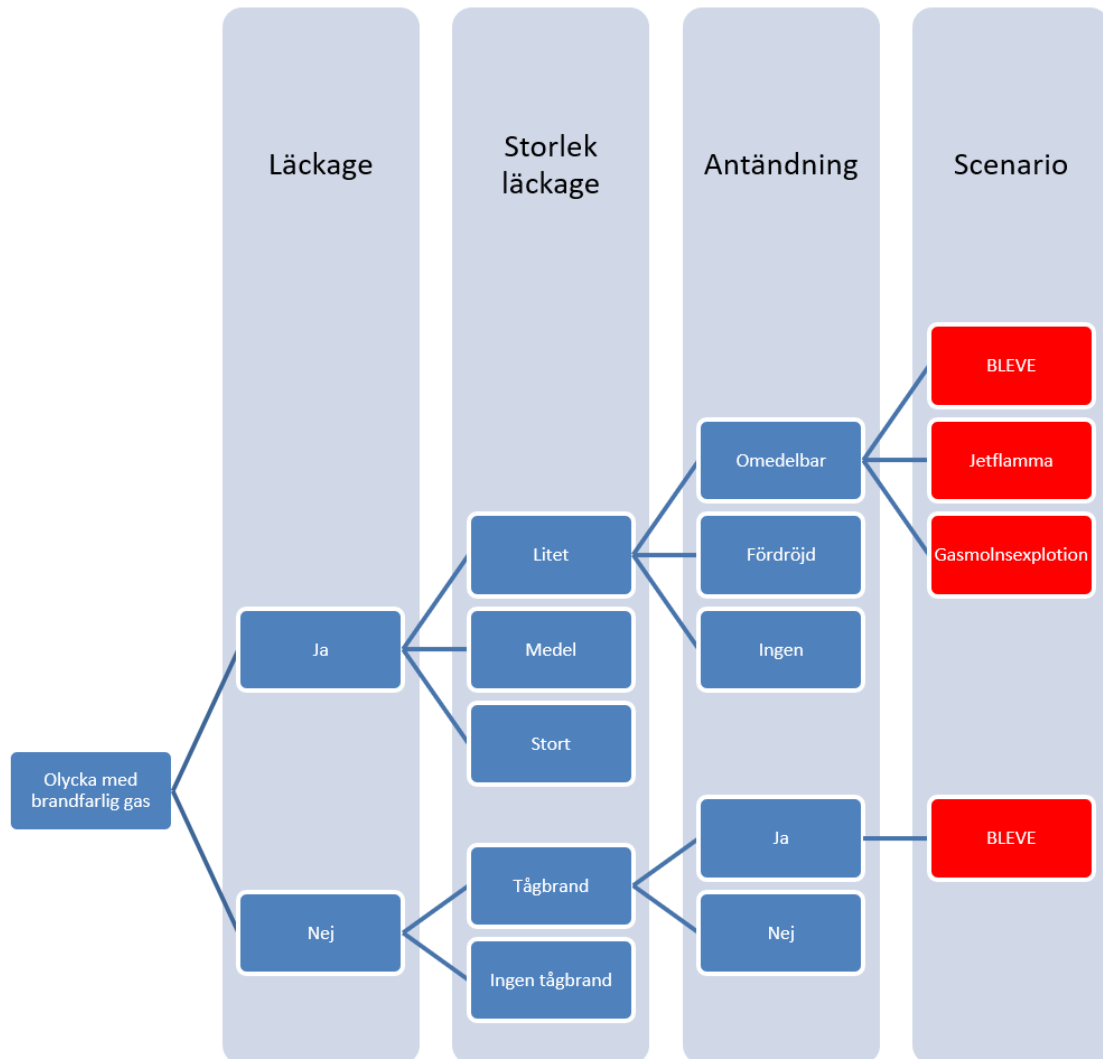 Läckage
Storlek
läckage
Antändning
Scenario
BLEVE
Omedelbar
Jetflamma
Litet
Fördröjd
Gasmolnsexplotion
Ja
Medel
Ingen
Stort
Olycka med
brandfarlig gas
Ja
BLEVE
Tågbrand
Nej
Nej
Ingen tågbrand